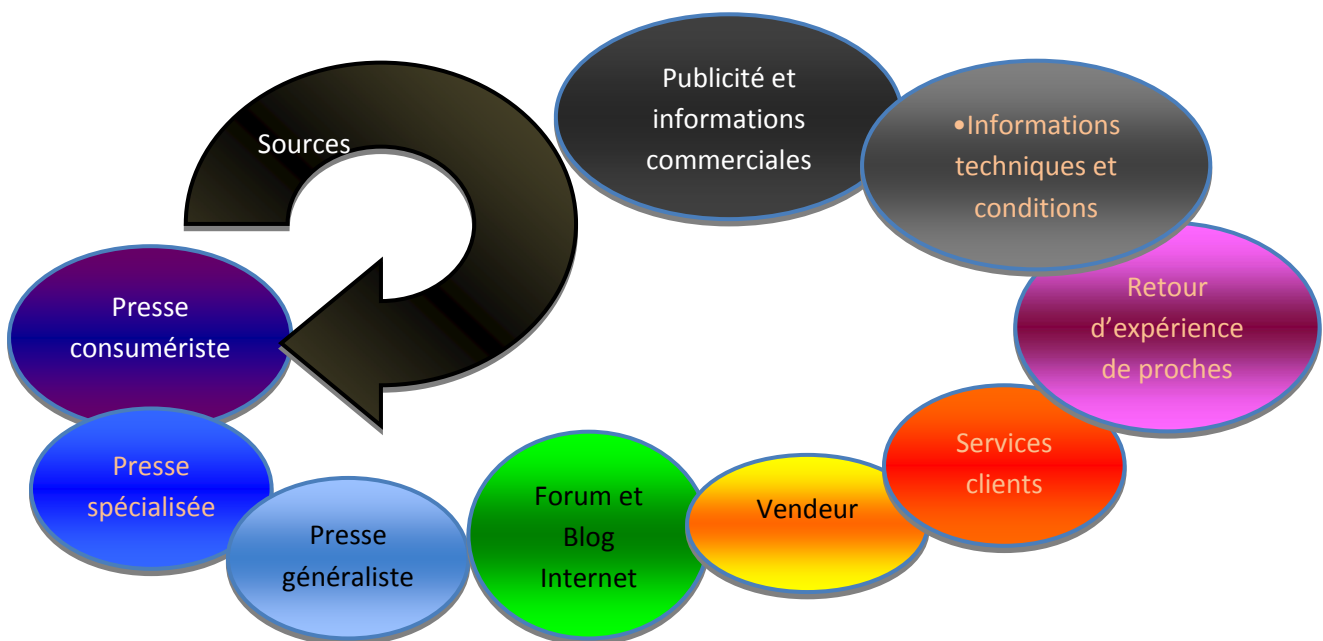 Sources
Publicité et
informations
commerciales
•Informations
techniques et
conditions
Retour
d’expérience
de proches
Services
clients
Vendeur
Forum et
Blog
Internet
Presse
généraliste
Presse
spécialisée
Presse
consumériste